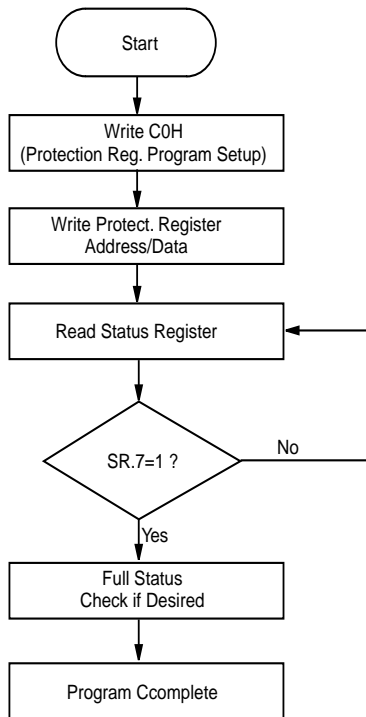 Start
Write C0H
(Protection Reg. Program Setup)
Write Protect. Register
Address/Data
Read Status Register
SR.7=1 ?
No
Yes
Full Status
Check if Desired
Program Ccomplete